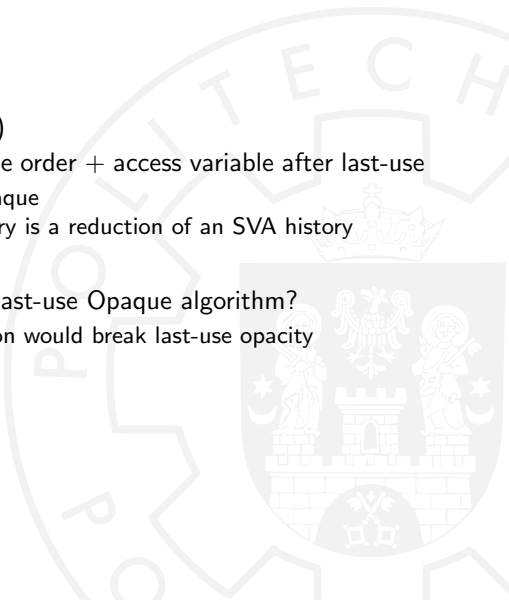 )
e order + access variable after last-use
aque
ry is a reduction of an SVA history
ast-use Opaque algorithm?
on would break last-use opacity
POLITECH